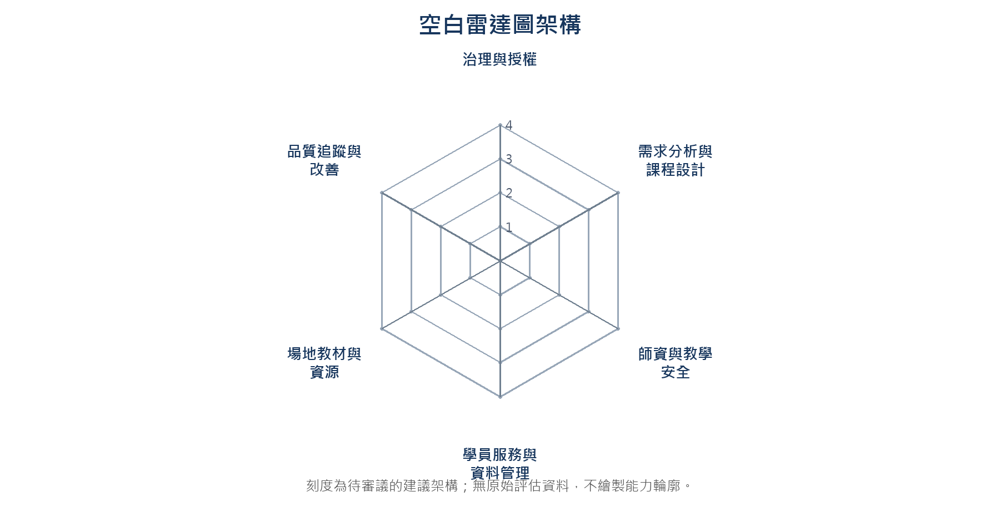 空白雷達圖架構
治理與授權
品質追蹤與
改善
需求分析與
課程設計
4
3
2
1
場地教材與
資源
師資與教學
安全
學員服務與
資料管理
刻度為待審議的建議架構；無原始評估資料，不繪製能力輪廓。